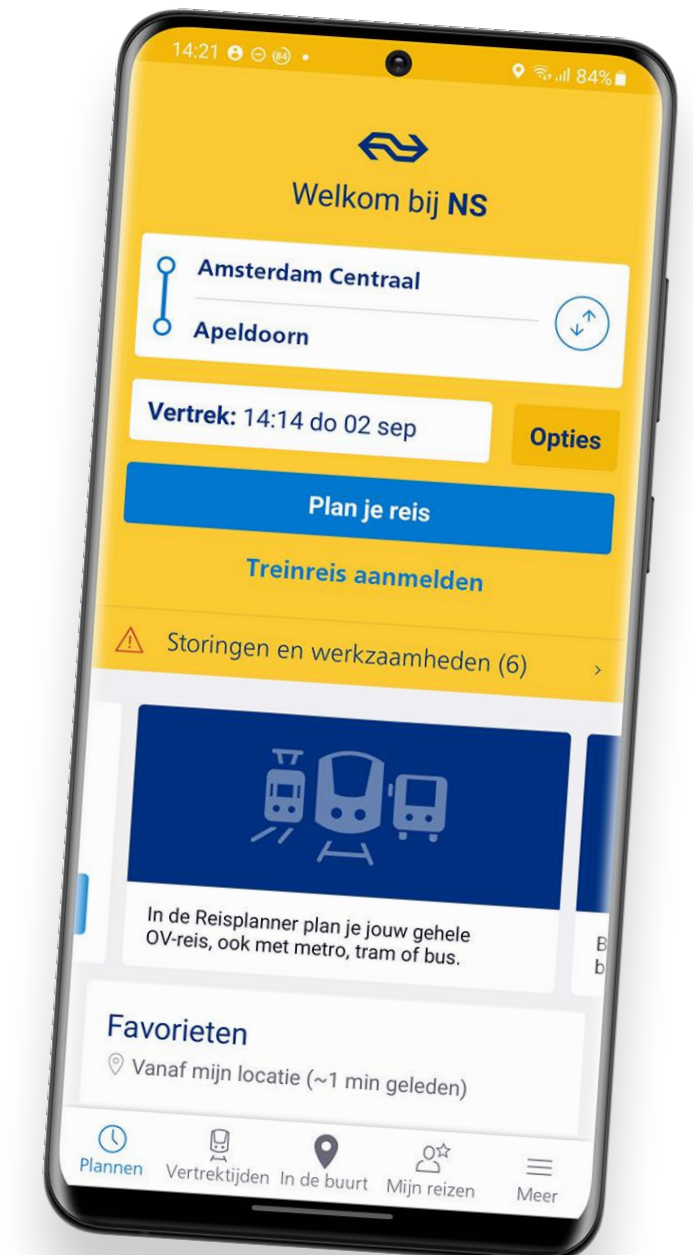 14:21
84
84%
Welkom bij NS
Amsterdam Centraal
Apeldoorn
Vertrek: 14:14 do 02 sep
Opties
Plan je reis
Treinreis aanmelden
Storingen en werkzaamheden (6)
In de Reisplanner plan je jouw gehele
OV-reis, ook met metro, tram of bus.
B
b
Favorieten
Vanaf mijn locatie (~1 min geleden)
Plannen
Vertrektijden
In de buurt
Mijn reizen
Meer